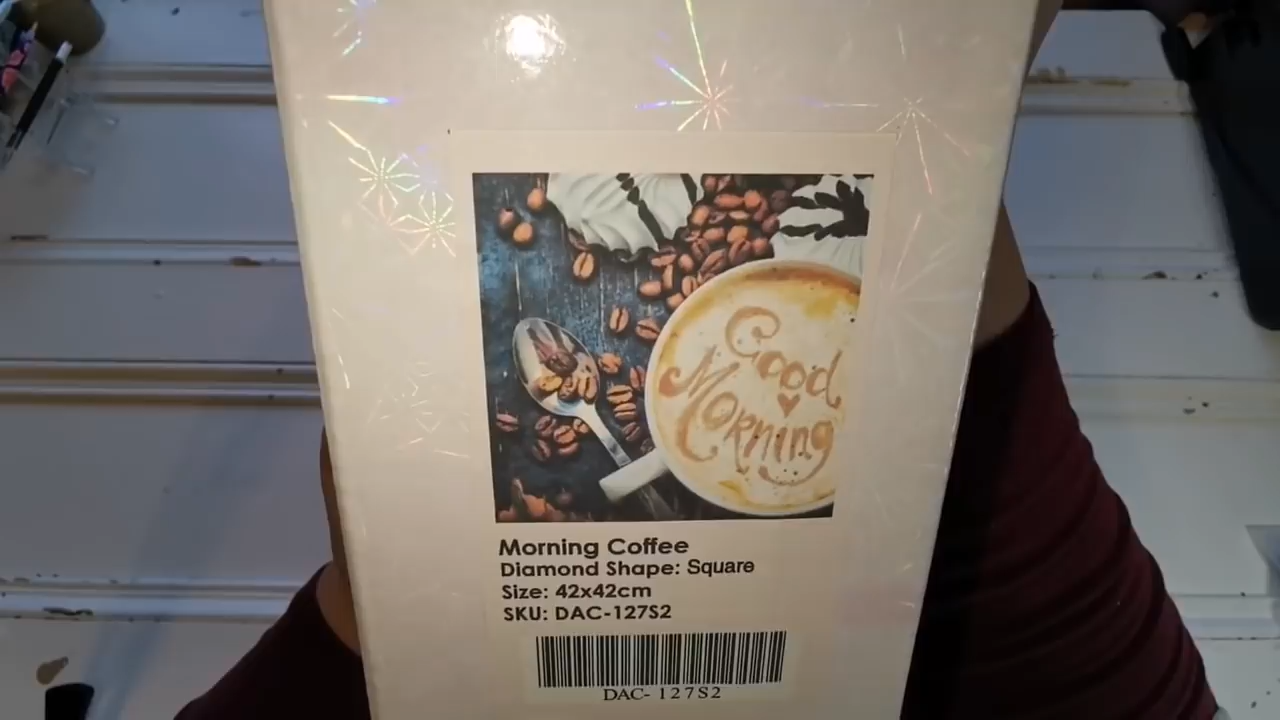 Good
Morning
Morning Coffee
Diamond Shape: Square
Size: 42x42cm
SKU: DAC-127S2
DAC- 127S2